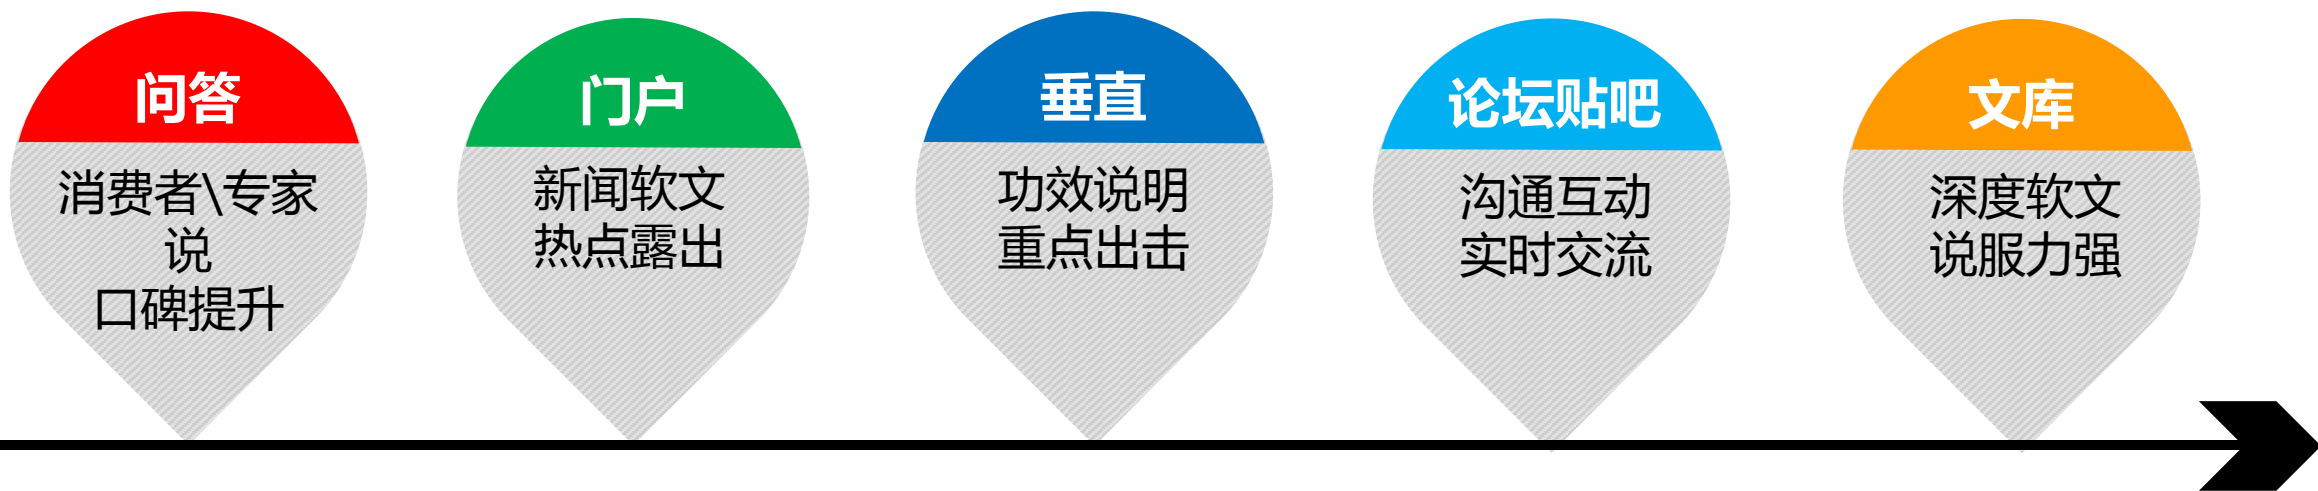 问答
消费者\专家
说
口碑提升
门户
新闻软文
热点露出
垂直
功效说明
重点出击
论坛贴吧
沟通互动
实时交流
文库
深度软文
说服力强